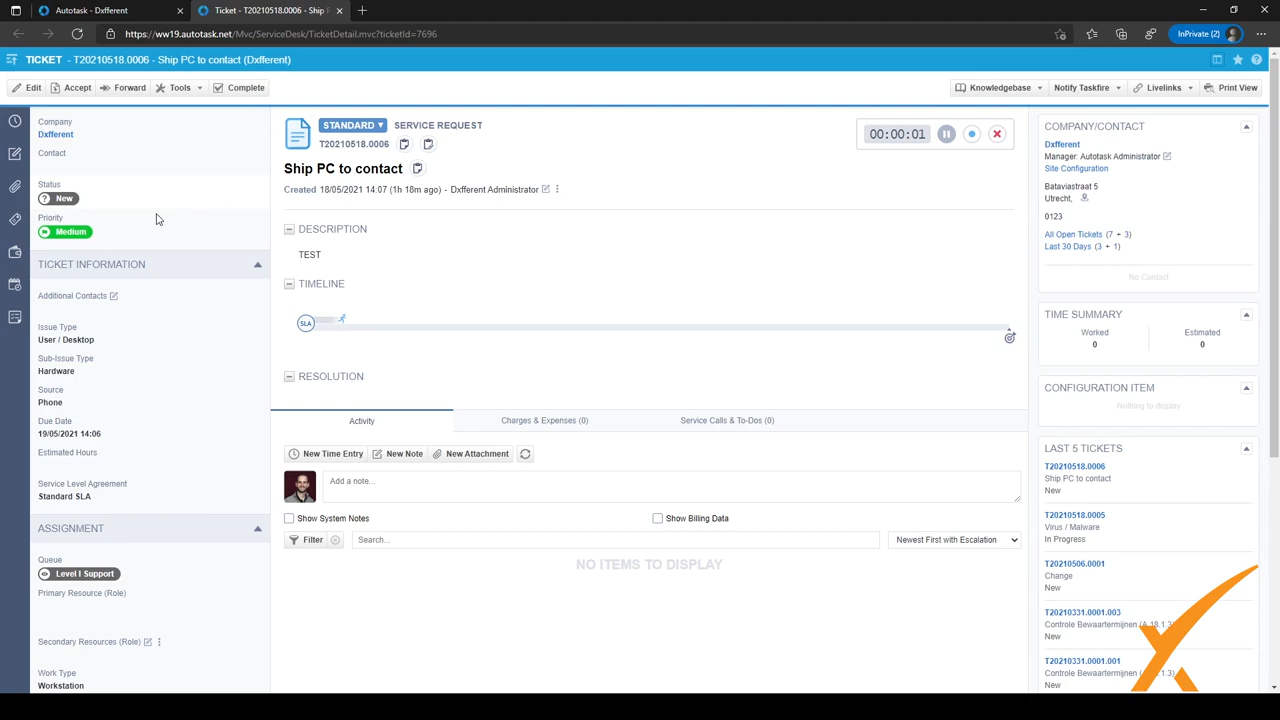 Autotask - Dxfferent
Ticket - T20210518.0006 - Ship P
https://ww19.autotask.net/Mvc/ServiceDesk/TicketDetail.mvc?ticketId=7696
InPrivate (2)
TICKET - T20210518.0006 - Ship PC to contact (Dxfferent)
Edit Accept Forward Tools Complete
Knowledgebase Notify Taskfire Livelinks Print View
Company
Dxfferent
Contact
Status
New
Priority
Medium
TICKET INFORMATION
Additional Contacts
Issue Type
User / Desktop
Sub-Issue Type
Hardware
Source
Phone
Due Date
19/05/2021 14:06
Estimated Hours
Service Level Agreement
Standard SLA
ASSIGNMENT
Queue
Level I Support
Primary Resource (Role)
Secondary Resources (Role)
Work Type
Workstation
STANDARD SERVICE REQUEST
T20210518.0006
Ship PC to contact
Created 18/05/2021 14:07 (1h 18m ago) - Dxfferent Administrator
00:00:01
DESCRIPTION
TEST
TIMELINE
SLA
RESOLUTION
Activity Charges & Expenses (0) Service Calls & To-Dos (0)
New Time Entry New Note New Attachment
Add a note...
Show System Notes Show Billing Data
Filter Search... Newest First with Escalation
NO ITEMS TO DISPLAY
COMPANY/CONTACT
Dxfferent
Manager: Autotask Administrator
Site Configuration
Bataviastraat 5
Utrecht,
0123
All Open Tickets (7 + 3)
Last 30 Days (3 + 1)
No Contact
TIME SUMMARY
Worked Estimated
0 0
CONFIGURATION ITEM
Nothing to display
LAST 5 TICKETS
T20210518.0006
Ship PC to contact
New
T20210518.0005
Virus / Malware
In Progress
T20210506.0001
Change
New
T20210331.0001.003
Controle Bewaartermijnen (A.18.1.3)
New
T20210331.0001.001
Controle Bewaartermijnen (A.18.1.3)
New